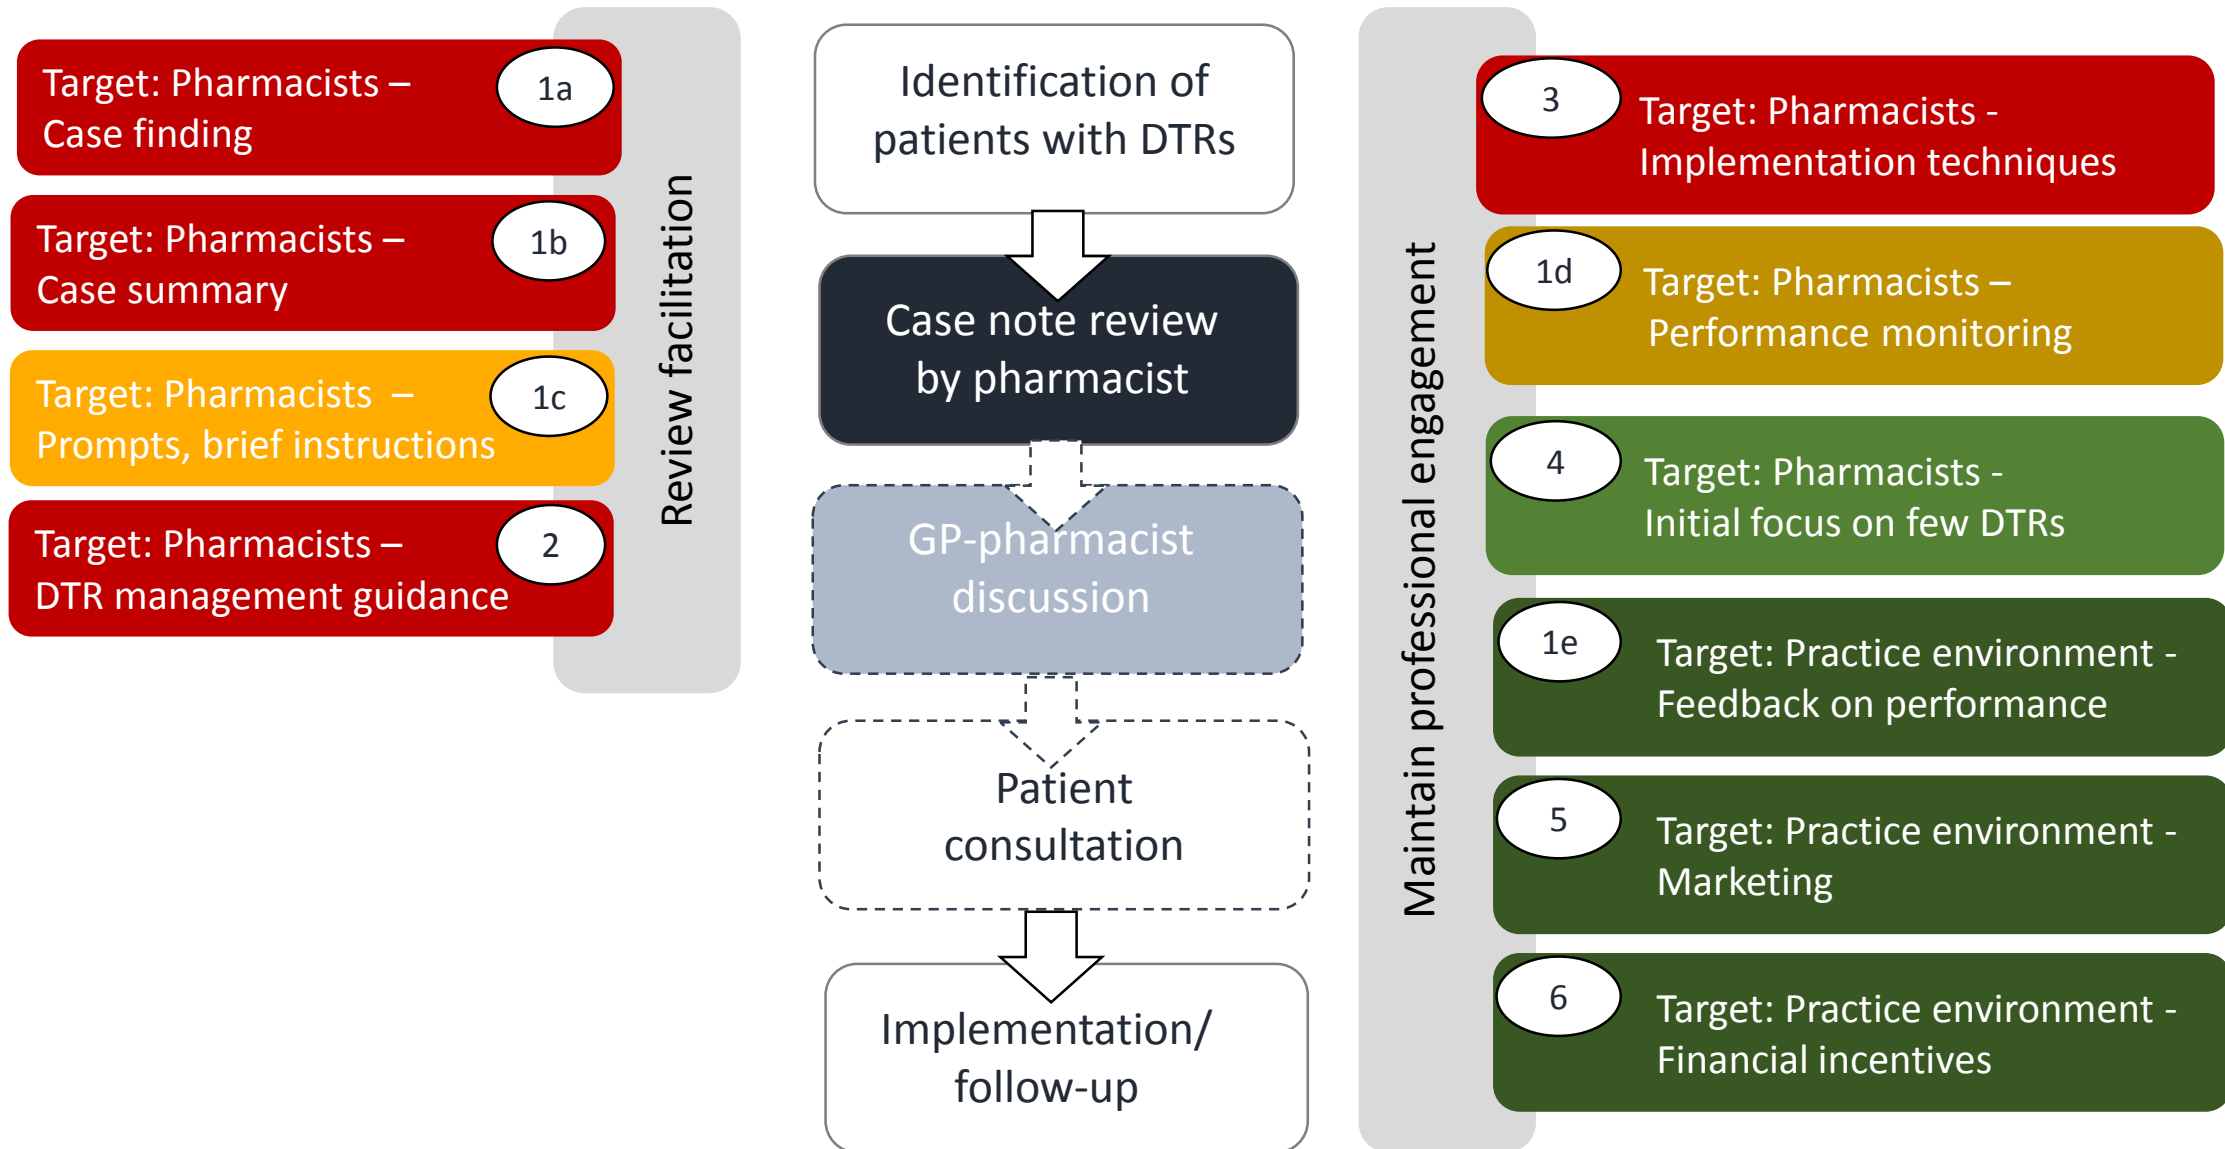 Target: Pharmacists –
Case finding
1a
Target: Pharmacists –
Case summary
1b
Target: Pharmacists –
Prompts, brief instructions
1c
Target: Pharmacists –
DTR management guidance
2
Review facilitation
Identification of
patients with DTRs
Case note review
by pharmacist
GP-pharmacist
discussion
Patient
consultation
Implementation/
follow-up
Maintain professional engagement
3
Target: Pharmacists -
Implementation techniques
1d
Target: Pharmacists –
Performance monitoring
4
Target: Pharmacists -
Initial focus on few DTRs
1e
Target: Practice environment -
Feedback on performance
5
Target: Practice environment -
Marketing
6
Target: Practice environment -
Financial incentives